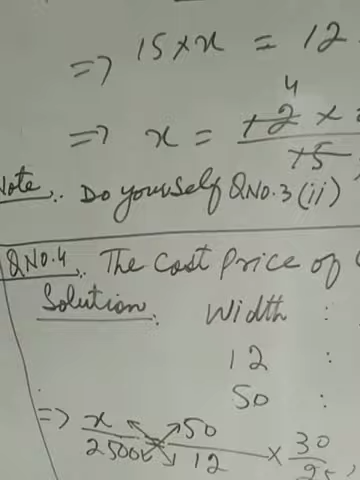 => 15 × x = 12
4
=> x = 12 ×
15
Note:. Do yourself Q NO.3 (ii)
Q NO.4:. The Cost Price of
Solution: Width :
12 :
50 :
=> x/2500 = 50/12 × 30/25